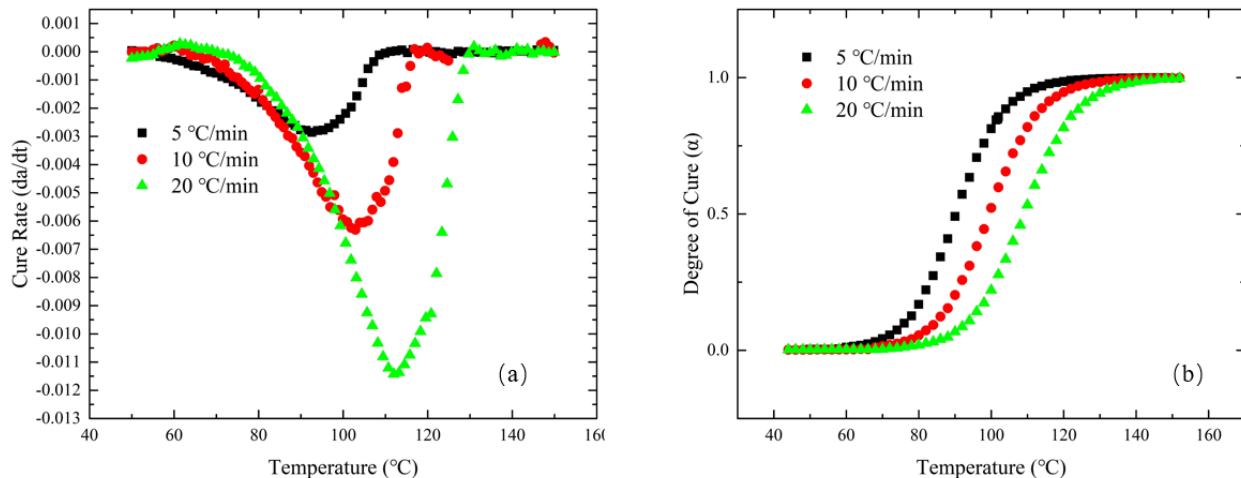 0.001
0.000
-0.001
-0.002
-0.003
-0.004
-0.005
-0.006
-0.007
-0.008
-0.009
-0.010
-0.011
-0.012
-0.013
Cure Rate (da/dt)
5 ℃/min
10 ℃/min
20 ℃/min
(a)
40 60 80 100 120 140 160
Temperature (℃)
5 ℃/min
10 ℃/min
20 ℃/min
1.0
0.5
0.0
Degree of Cure (α)
(b)
40 60 80 100 120 140 160
Temperature (℃)